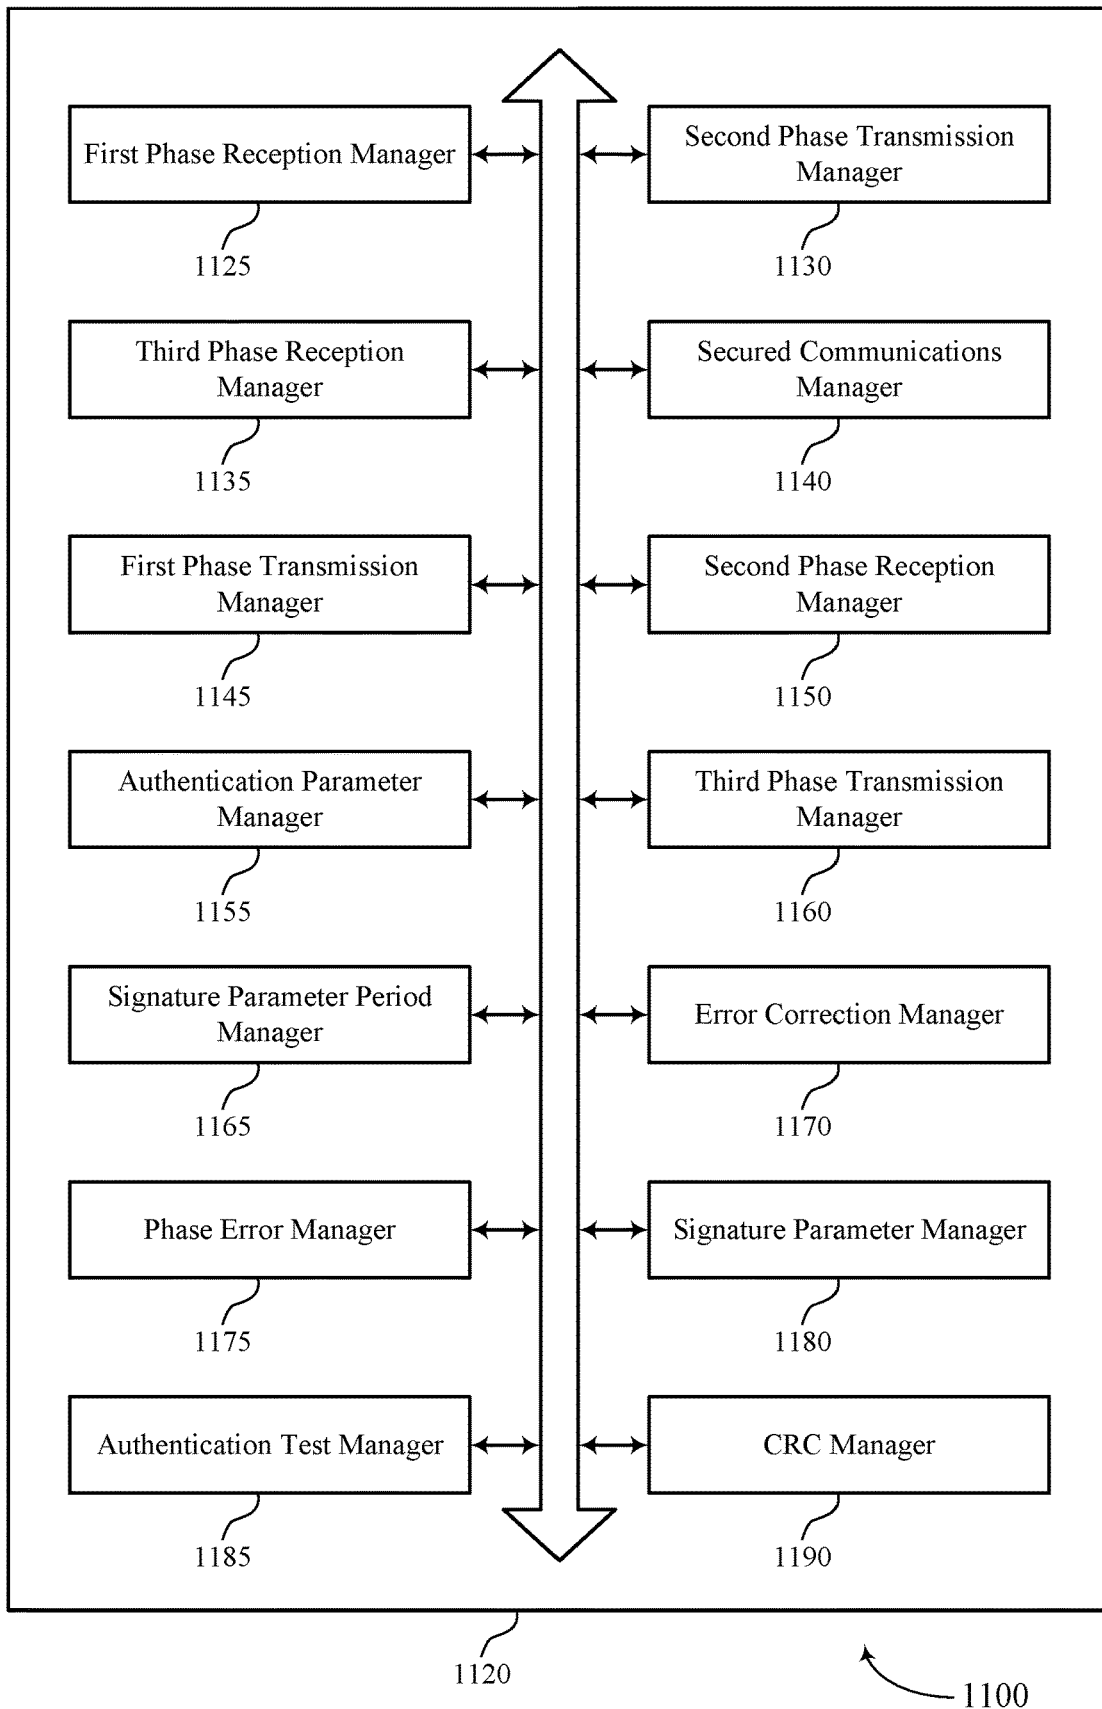 First Phase Reception Manager
1125
Second Phase Transmission
Manager
1130
Third Phase Reception
Manager
1135
Secured Communications
Manager
1140
First Phase Transmission
Manager
1145
Second Phase Reception
Manager
1150
Authentication Parameter
Manager
1155
Third Phase Transmission
Manager
1160
Signature Parameter Period
Manager
1165
Error Correction Manager
1170
Phase Error Manager
1175
Signature Parameter Manager
1180
Authentication Test Manager
1185
CRC Manager
1190
1120
1100